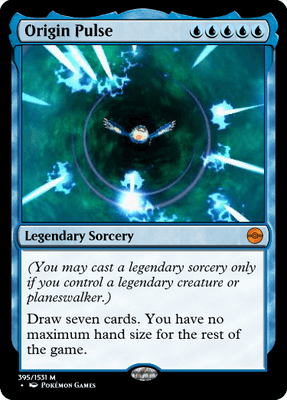 Origin Pulse
Legendary Sorcery
(You may cast a legendary sorcery only
if you control a legendary creature or
planeswalker.)
Draw seven cards. You have no
maximum hand size for the rest of
the game.
395/1531 M
• Pokémon Games